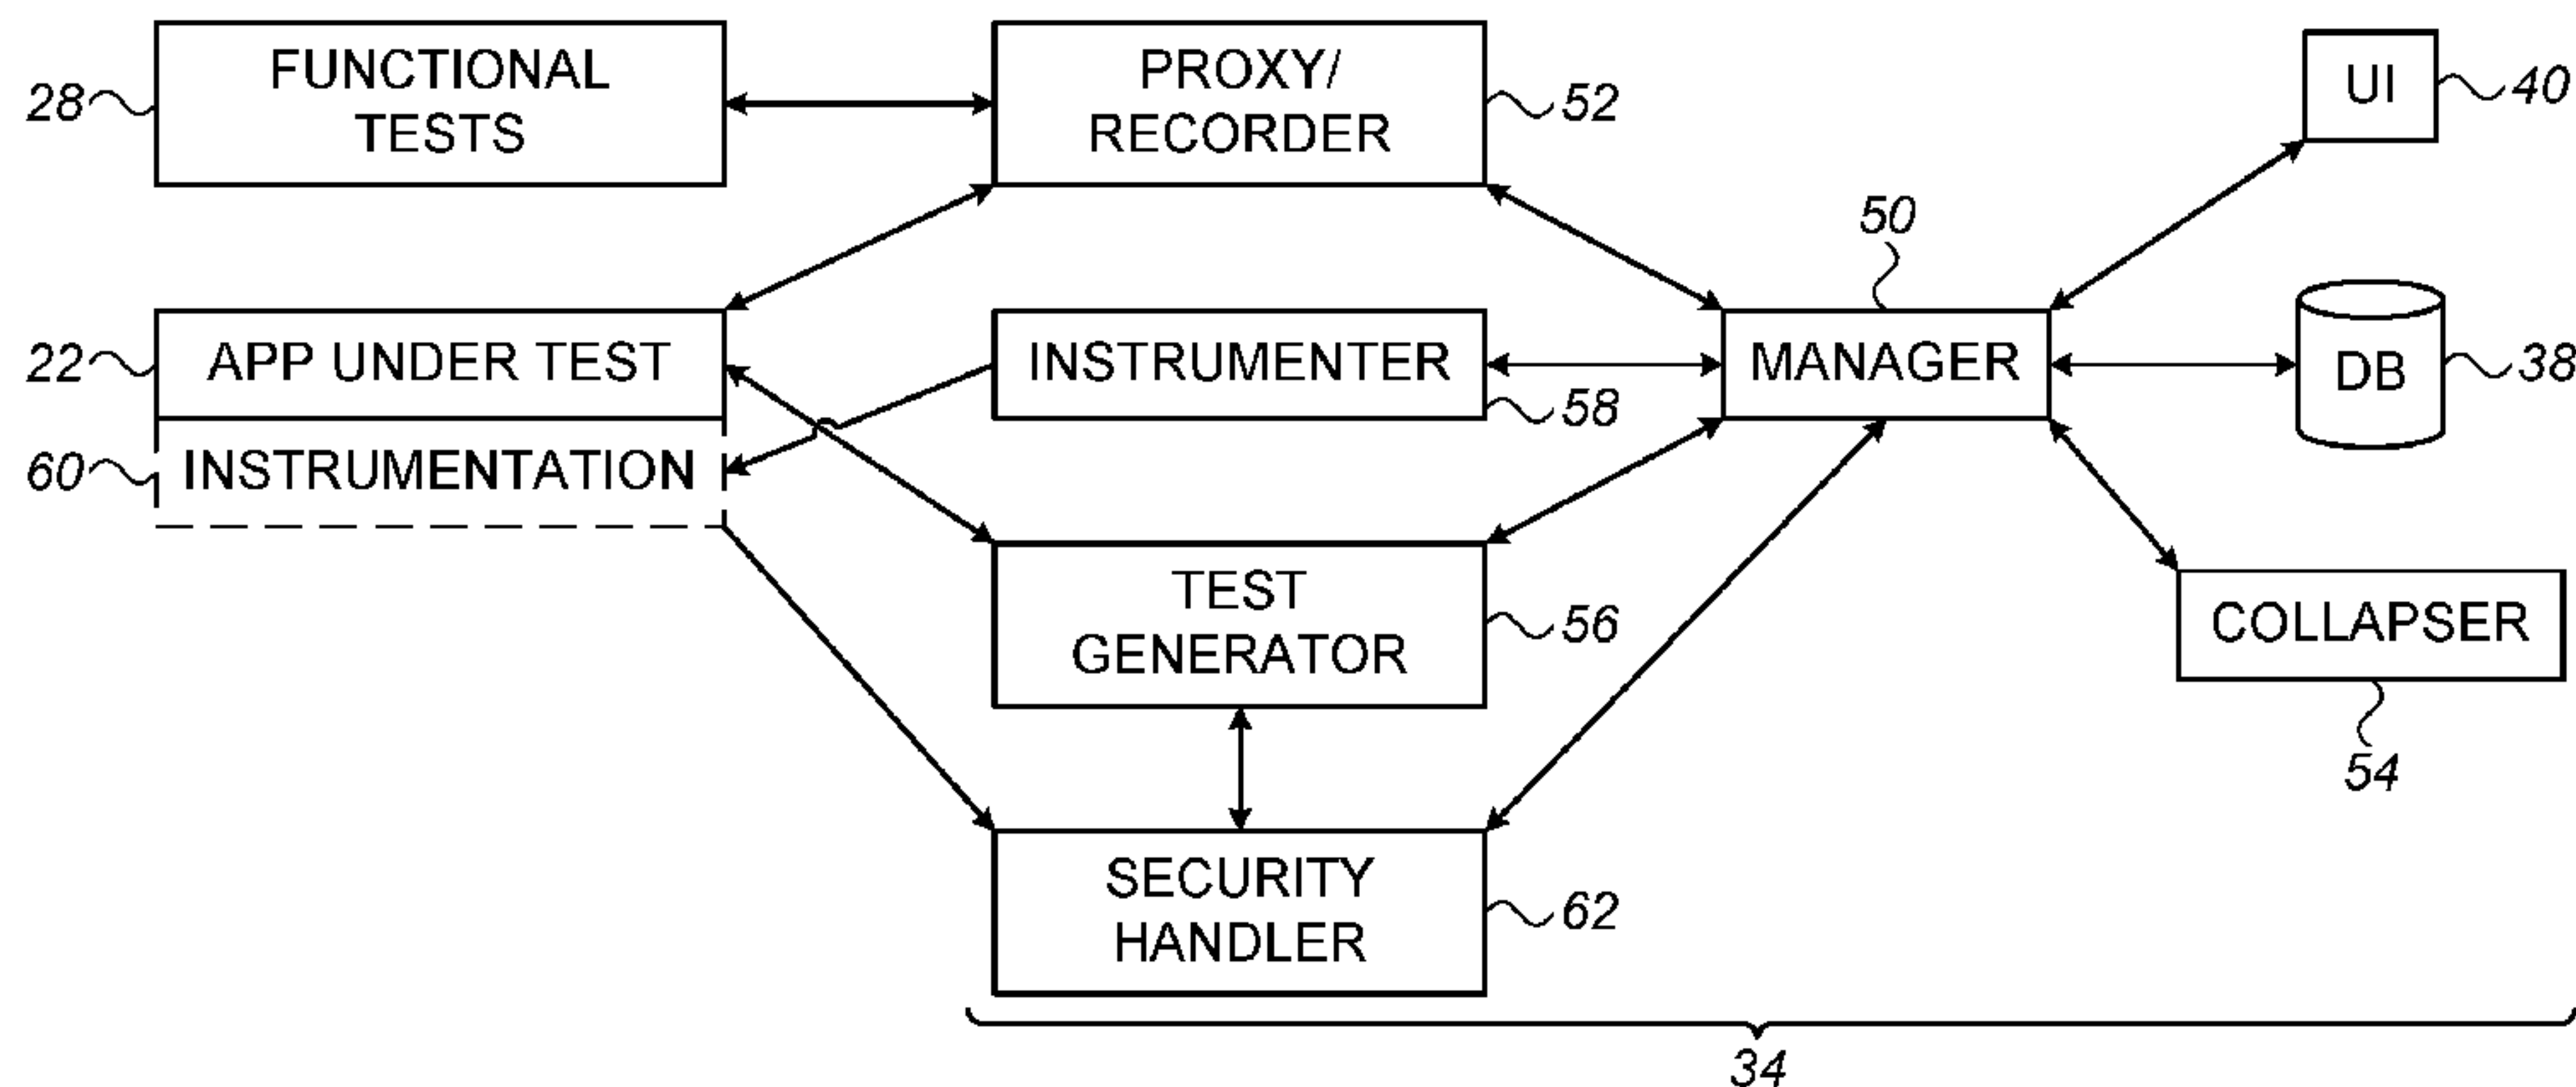 28
FUNCTIONAL
TESTS
PROXY/
RECORDER
52
UI
40
50
22
APP UNDER TEST
INSTRUMENTER
58
MANAGER
DB
38
60
INSTRUMENTATION
TEST
GENERATOR
56
COLLAPSER
54
SECURITY
HANDLER
62
34